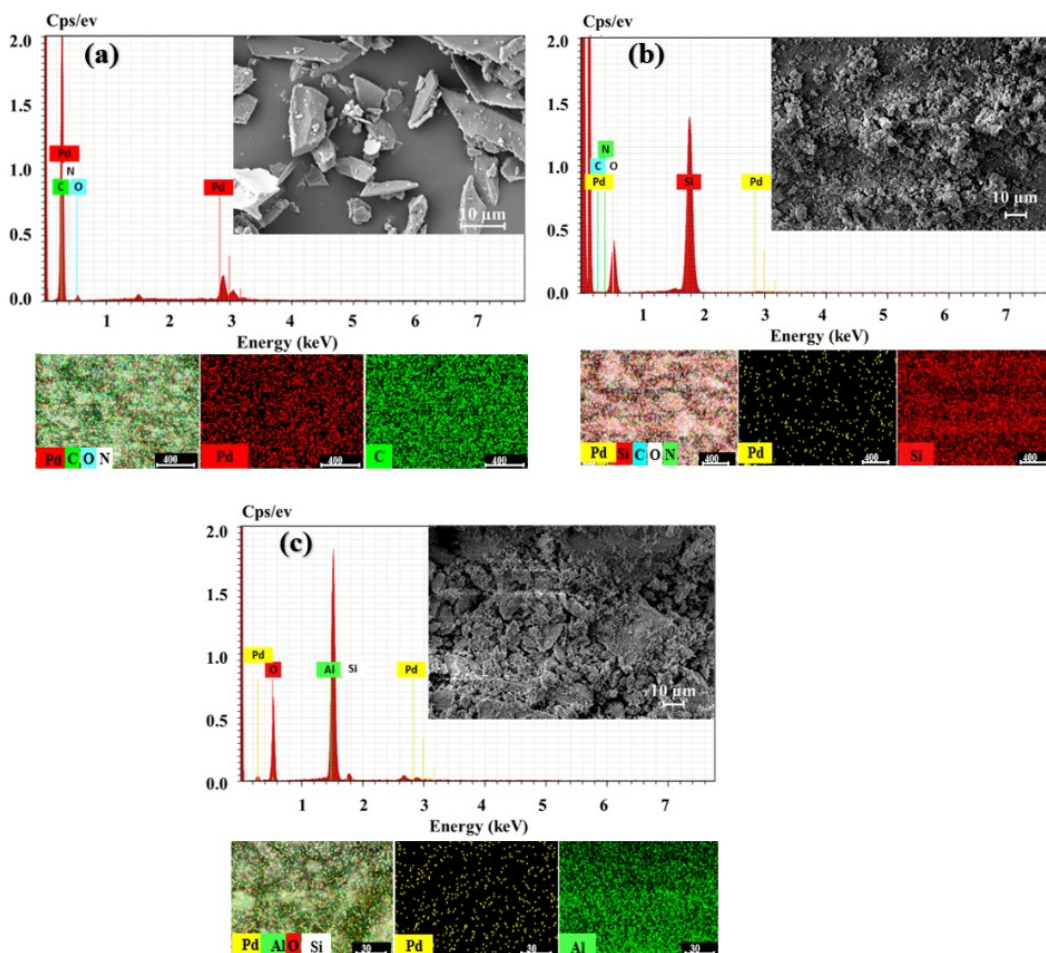 Cps/ev
(a)
2.0
1.5
1.0
0.5
0.0
Pd
N
C O
Pd
10 µm
1 2 3 4 5 6 7
Energy (keV)
Pd C O N 400
Pd 400
C 400
Cps/ev
(b)
2.0
1.5
1.0
0.5
0.0
N
C O
Pd Si Pd
10 µm
1 2 3 4 5 6 7
Energy (keV)
Pd Si C O N 400
Pd 400
Si 400
Cps/ev
(c)
2.0
1.5
1.0
0.5
0.0
Pd
O Al Si Pd
10 µm
1 2 3 4 5 6 7
Energy (keV)
Pd Al O Si 30
Pd 30
Al 30